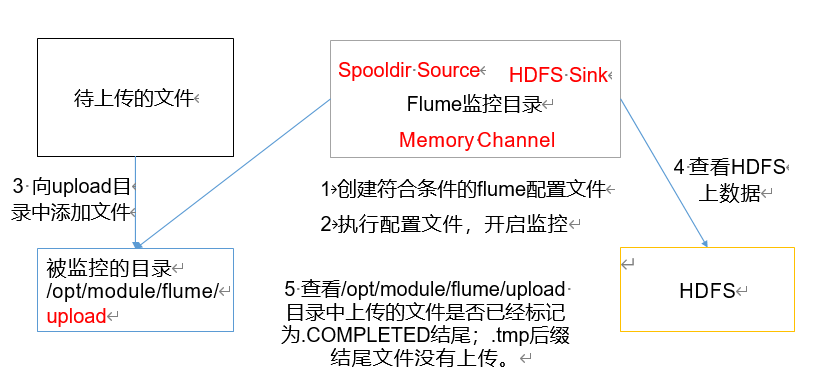 待上传的文件
Spooldir Source
HDFS Sink
Flume监控目录
Memory Channel
3 向upload目
录中添加文件
1 创建符合条件的flume配置文件
2 执行配置文件，开启监控
4 查看HDFS
上数据
被监控的目录
/opt/module/flume/
upload
5 查看/opt/module/flume/upload
目录中上传的文件是否已经标记
为.COMPLETED结尾；.tmp后缀
结尾文件没有上传。
HDFS